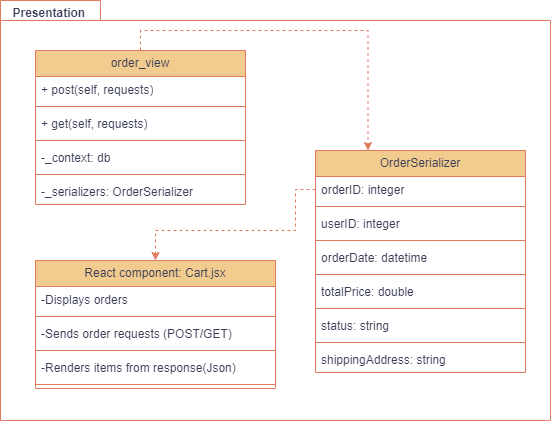 Presentation
order_view
+ post(self, requests)
+ get(self, requests)
-_context: db
-_serializers: OrderSerializer
OrderSerializer
orderID: integer
userID: integer
orderDate: datetime
totalPrice: double
status: string
shippingAddress: string
React component: Cart.jsx
-Displays orders
-Sends order requests (POST/GET)
-Renders items from response(Json)